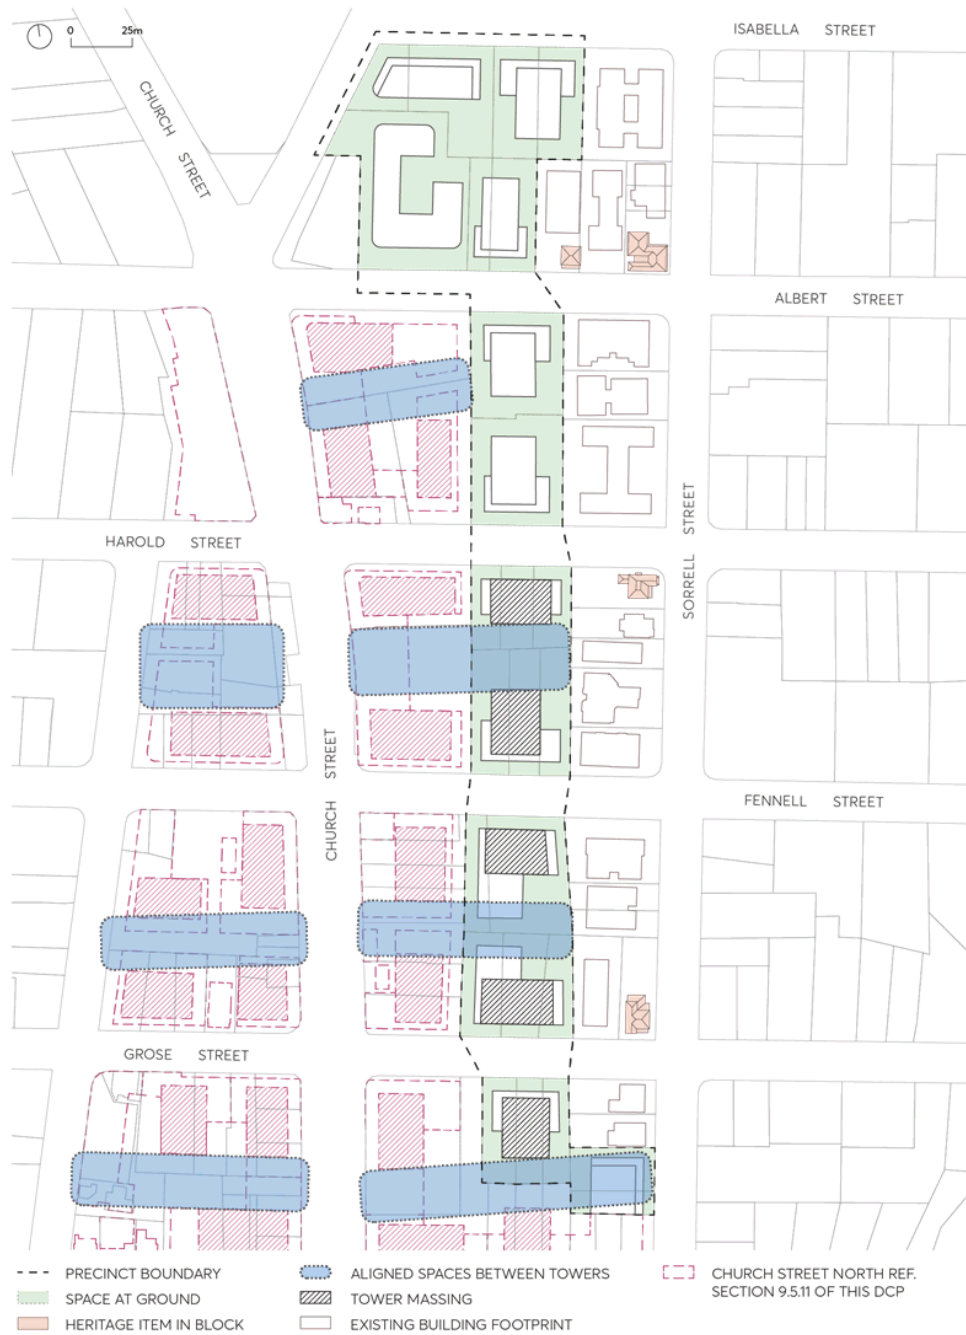 0 25m
ISABELLA STREET
CHURCH STREET
ALBERT STREET
HAROLD STREET
SORRELL STREET
CHURCH STREET
FENNELL STREET
GROSE STREET
PRECINCT BOUNDARY
SPACE AT GROUND
HERITAGE ITEM IN BLOCK
ALIGNED SPACES BETWEEN TOWERS
TOWER MASSING
EXISTING BUILDING FOOTPRINT
CHURCH STREET NORTH REF.
SECTION 9.5.11 OF THIS DCP